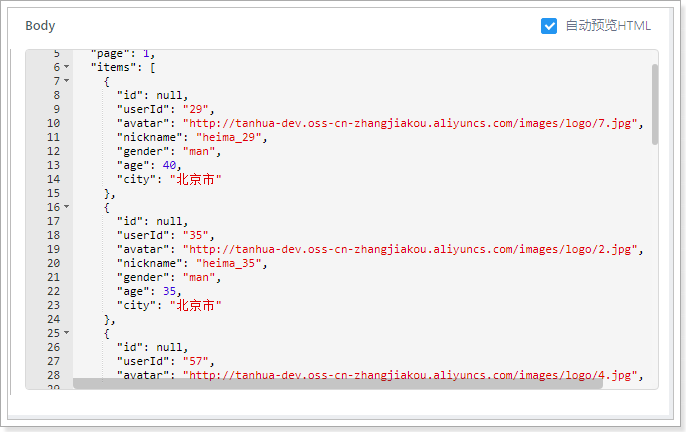 Body
自动预览HTML
5 "page": 1,
6 "items": [
7 {
8 "id": null,
9 "userId": "29",
10 "avatar": "http://tanhua-dev.oss-cn-zhangjiakou.aliyuncs.com/images/logo/7.jpg",
11 "nickname": "heima_29",
12 "gender": "man",
13 "age": 40,
14 "city": "北京市"
15 },
16 {
17 "id": null,
18 "userId": "35",
19 "avatar": "http://tanhua-dev.oss-cn-zhangjiakou.aliyuncs.com/images/logo/2.jpg",
20 "nickname": "heima_35",
21 "gender": "man",
22 "age": 35,
23 "city": "北京市"
24 },
25 {
26 "id": null,
27 "userId": "57",
28 "avatar": "http://tanhua-dev.oss-cn-zhangjiakou.aliyuncs.com/images/logo/4.jpg",